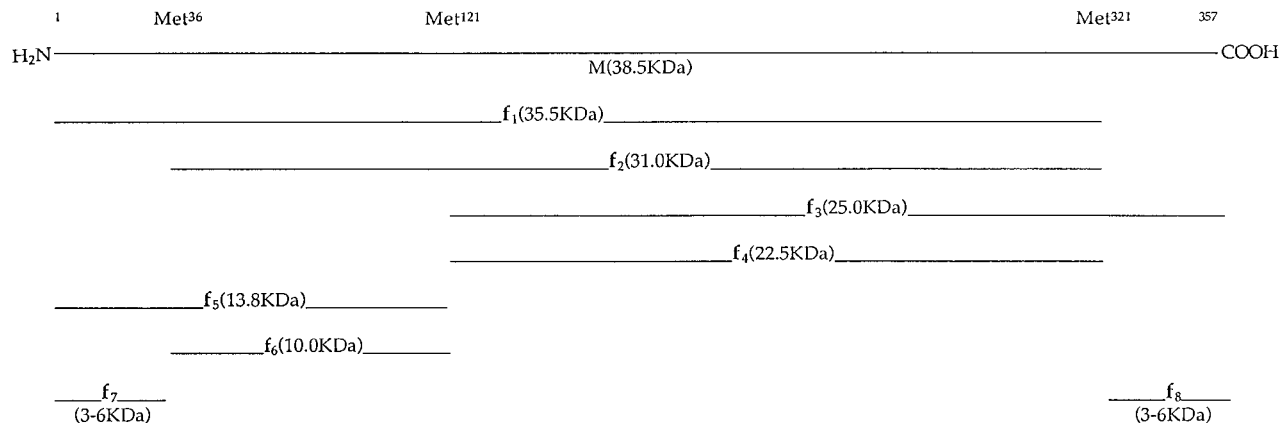 1 Met³⁶ Met¹²¹ Met³²¹ 357
H₂N COOH
M(38.5KDa)
f₁(35.5KDa)
f₂(31.0KDa)
f₃(25.0KDa)
f₄(22.5KDa)
f₅(13.8KDa)
f₆(10.0KDa)
f₇ f₈
(3-6KDa) (3-6KDa)